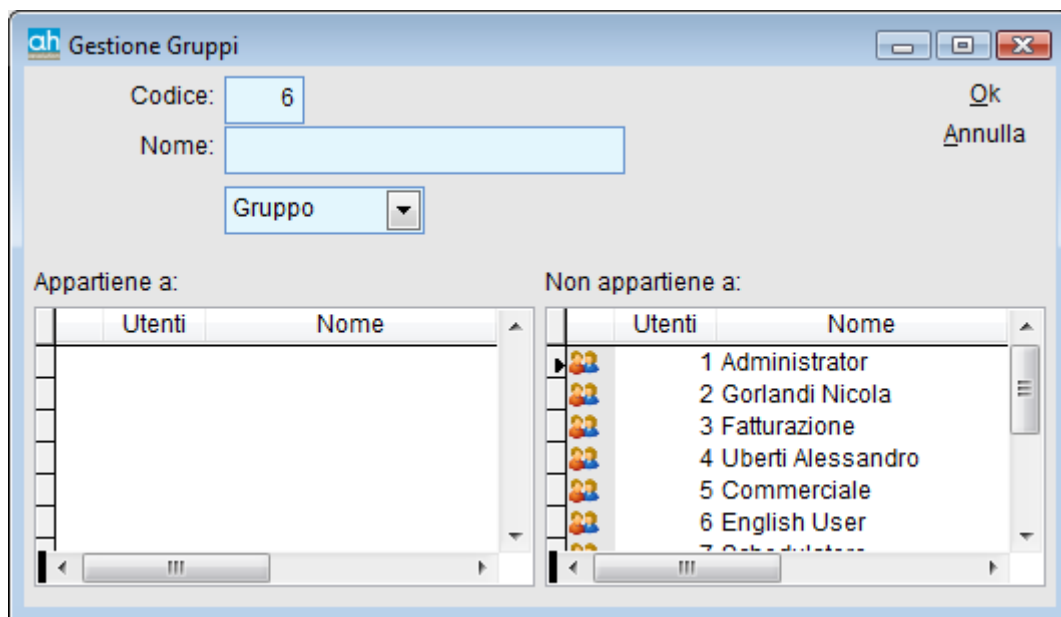 ah Gestione Gruppi
Codice: 6
Ok
Nome:
Annulla
Gruppo
Appartiene a:
Non appartiene a:
Utenti Nome
Utenti Nome
1 Administrator
2 Gorlandi Nicola
3 Fatturazione
4 Uberti Alessandro
5 Commerciale
6 English User
7